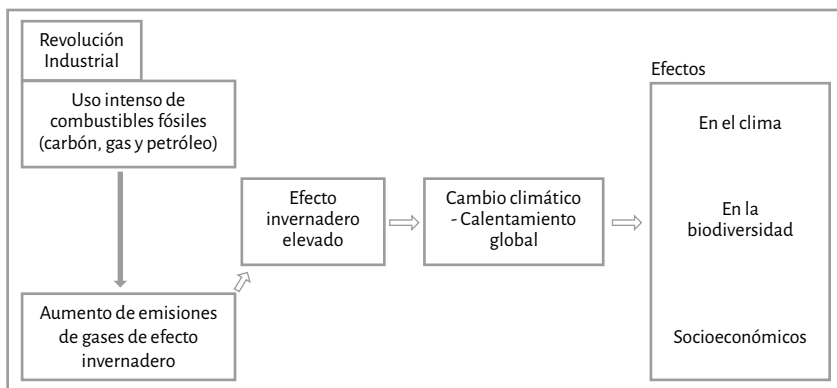 Revolución
Industrial
Uso intenso de
combustibles fósiles
(carbón, gas y petróleo)
Aumento de emisiones
de gases de efecto
invernadero
Efecto
invernadero
elevado
Cambio climático
- Calentamiento
global
Efectos
En el clima
En la
biodiversidad
Socioeconómicos